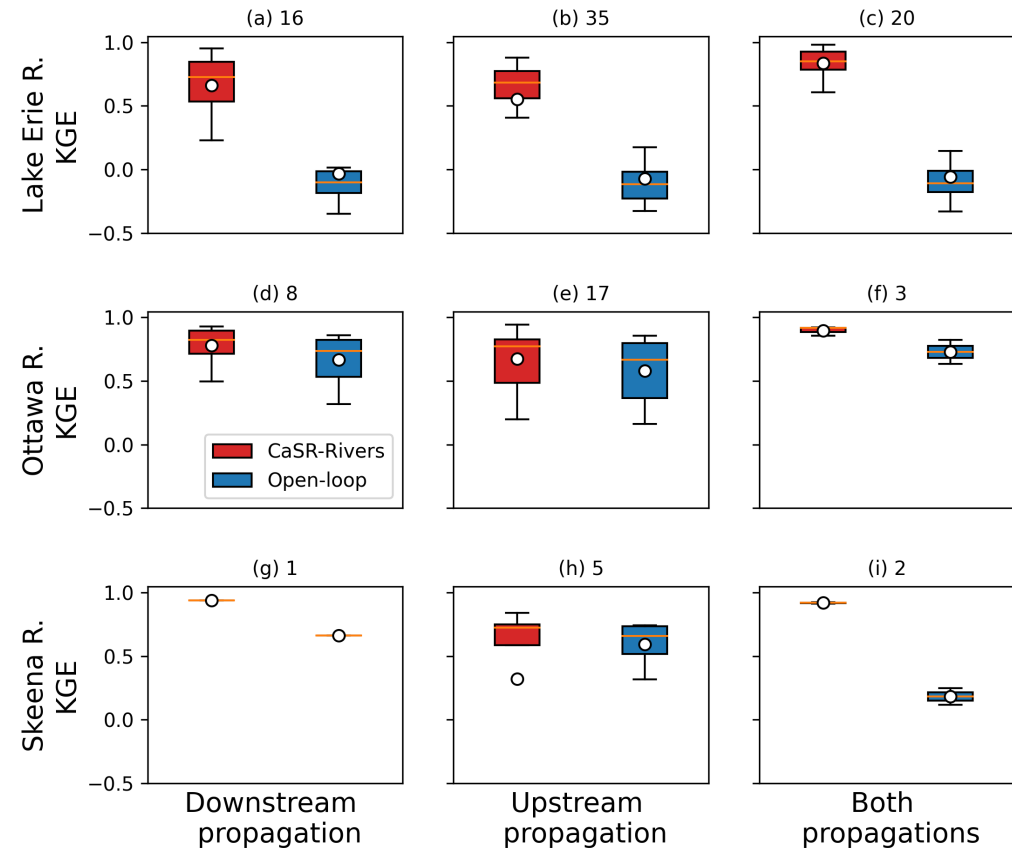 (a) 16
(b) 35
(c) 20
Lake Erie R.
KGE
1.0
0.5
0.0
−0.5
(d) 8
(e) 17
(f) 3
Ottawa R.
KGE
1.0
0.5
0.0
−0.5
CaSR-Rivers
Open-loop
(g) 1
(h) 5
(i) 2
Skeena R.
KGE
1.0
0.5
0.0
−0.5
Downstream
propagation
Upstream
propagation
Both
propagations